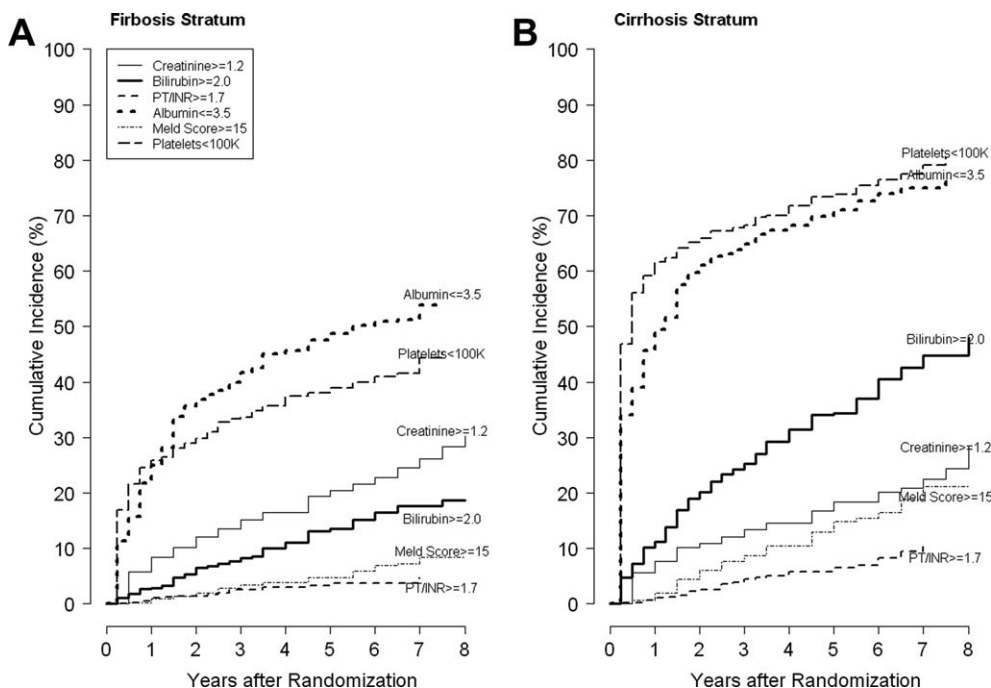 A
Firbosis Stratum
Cumulative Incidence (%)
100
90
80
70
60
50
40
30
20
10
0
Creatinine>=1.2
Bilirubin>=2.0
PT/INR>=1.7
Albumin<=3.5
Meld Score>=15
Platelets<100K
Albumin<=3.5
Platelets<100K
Creatinine>=1.2
Bilirubin>=2.0
Meld Score>=15
PT/INR>=1.7
0 1 2 3 4 5 6 7 8
Years after Randomization
B
Cirrhosis Stratum
Cumulative Incidence (%)
100
90
80
70
60
50
40
30
20
10
0
Platelets<100K
Albumin<=3.5
Bilirubin>=2.0
Creatinine>=1.2
Meld Score>=15
PT/INR>=1.7
0 1 2 3 4 5 6 7 8
Years after Randomization